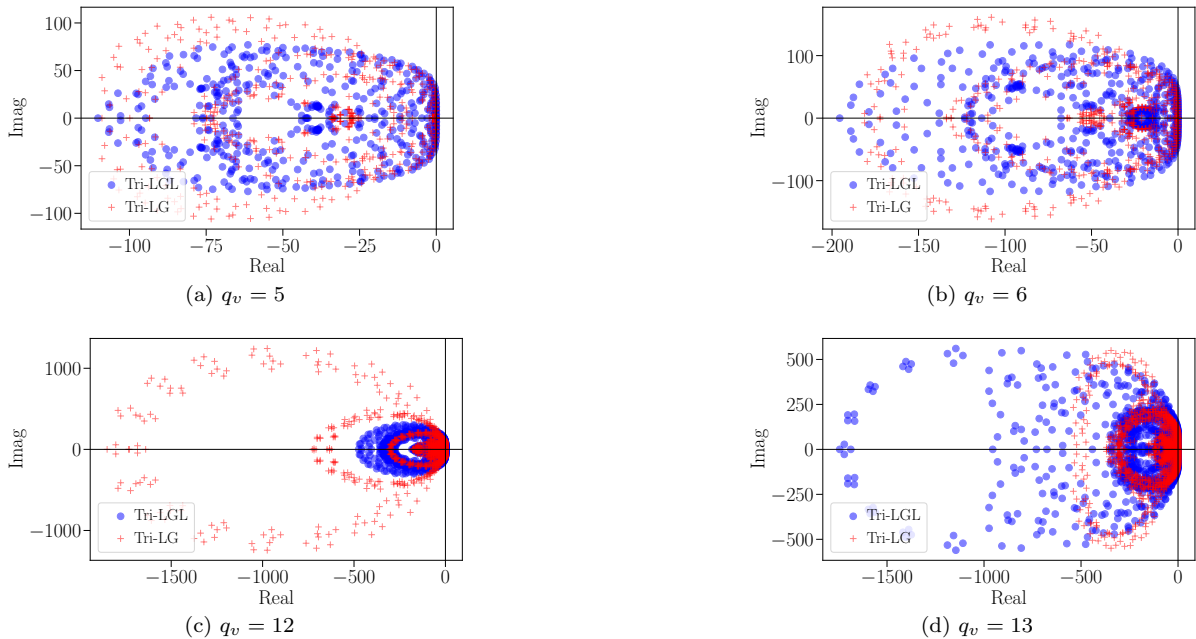 100
50
0
−50
−100
Imag
Tri-LGL
Tri-LG
−100 −75 −50 −25 0
Real
(a) q_v = 5
100
0
−100
Imag
Tri-LGL
Tri-LG
−200 −150 −100 −50 0
Real
(b) q_v = 6
1000
0
−1000
Imag
Tri-LGL
Tri-LG
−1500 −1000 −500 0
Real
(c) q_v = 12
500
250
0
−250
−500
Imag
Tri-LGL
Tri-LG
−1500 −1000 −500 0
Real
(d) q_v = 13